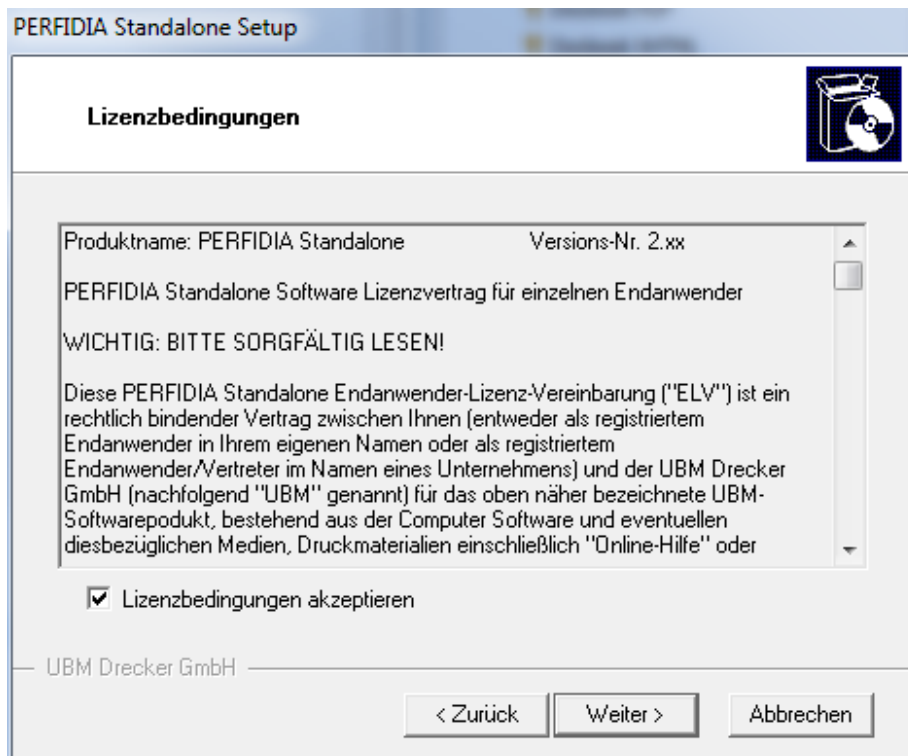 PERFIDIA Standalone Setup
Lizenzbedingungen
Produktname: PERFIDIA Standalone Versions-Nr. 2.xx
PERFIDIA Standalone Software Lizenzvertrag für einzelnen Endanwender
WICHTIG: BITTE SORGFÄLTIG LESEN!
Diese PERFIDIA Standalone Endanwender-Lizenz-Vereinbarung ("ELV") ist ein
rechtlich bindender Vertrag zwischen Ihnen (entweder als registriertem
Endanwender in Ihrem eigenen Namen oder als registriertem
Endanwender/Vertreter im Namen eines Unternehmens) und der UBM Drecker
GmbH (nachfolgend "UBM" genannt) für das oben näher bezeichnete UBM-
Softwarepodukt, bestehend aus der Computer Software und eventuellen
diesbezüglichen Medien, Druckmaterialien einschließlich "Online-Hilfe" oder
Lizenzbedingungen akzeptieren
UBM Drecker GmbH
< Zurück Weiter > Abbrechen